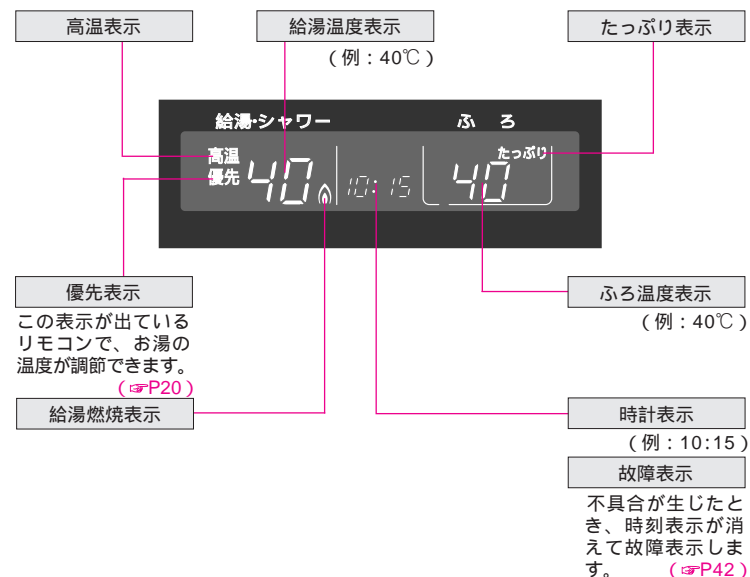 高温表示
給湯温度表示
(例:40℃)
たっぷり表示
給湯・シャワー
ふろ
高温
優先
40
10:15
たっぷり
40
優先表示
この表示が出ている
リモコンで、お湯の
温度が調節できます。
(☞P20)
給湯燃焼表示
ふろ温度表示
(例:40℃)
時計表示
(例:10:15)
故障表示
不具合が生じたと
き、時刻表示が消
えて故障表示しま
す。 (☞P42)